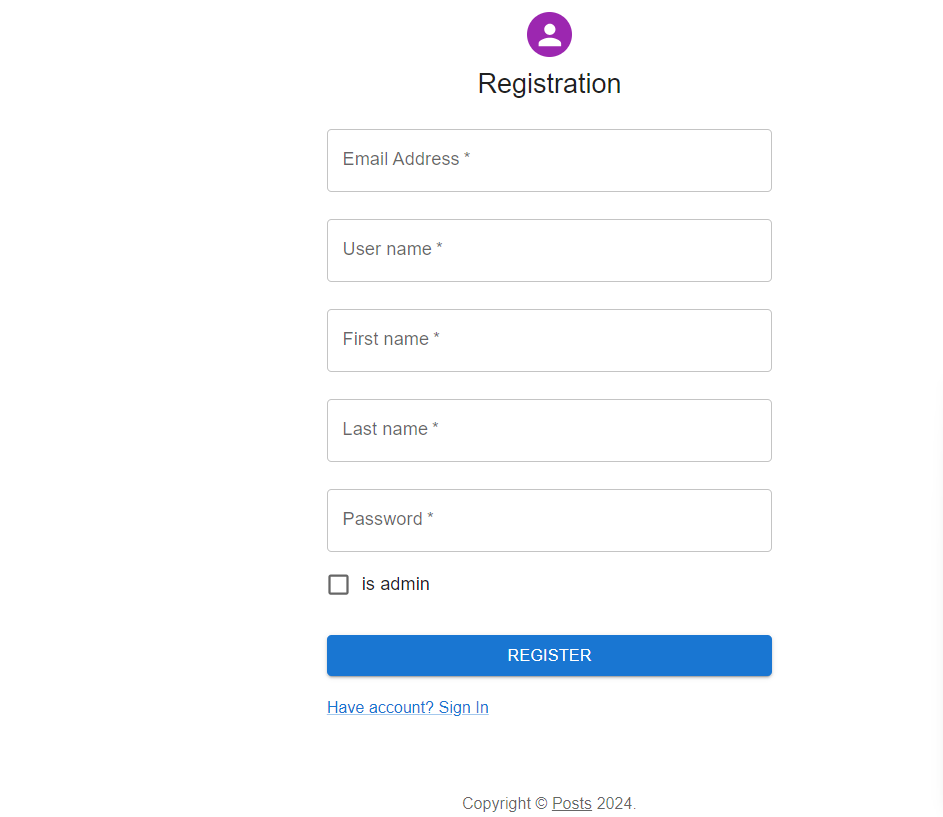 Registration
Email Address *
User name *
First name *
Last name *
Password *
is admin
REGISTER
Have account? Sign In
Copyright © Posts 2024.